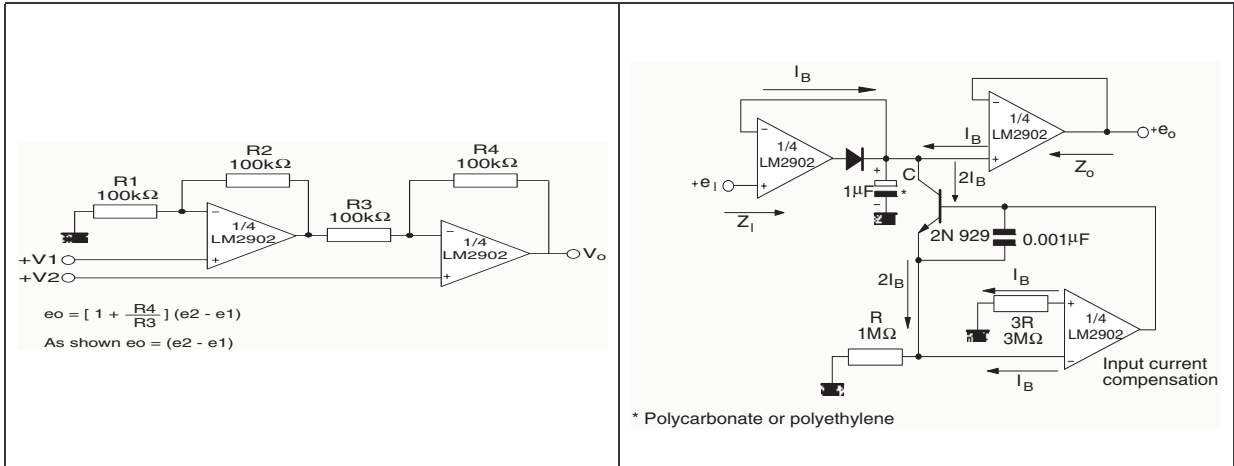 R2
100kΩ
R4
100kΩ
R1
100kΩ
R3
100kΩ
−
1/4
LM2902
+
−
1/4
LM2902
+
+V1
+V2
Vo
eo = [ 1 + R4/R3 ] (e2 - e1)
As shown eo = (e2 - e1)
IB
−
1/4
LM2902
+
+eI
ZI
−
1/4
LM2902
+
IB
+eo
Zo
+
1µF
*
−
C
2IB
2N 929
0.001µF
2IB
IB
+
1/4
LM2902
−
3R
3MΩ
R
1MΩ
IB
Input current
compensation
* Polycarbonate or polyethylene